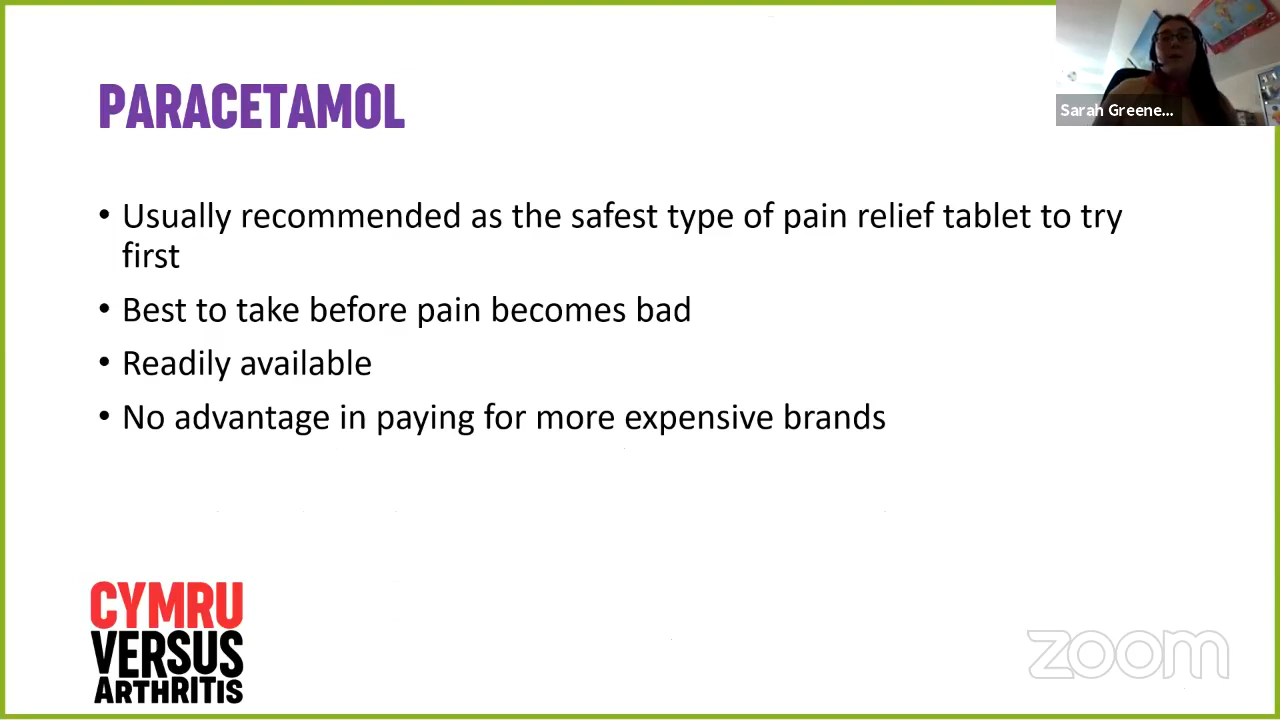 Sarah Greene...
PARACETAMOL
• Usually recommended as the safest type of pain relief tablet to try
first
• Best to take before pain becomes bad
• Readily available
• No advantage in paying for more expensive brands
CYMRU
VERSUS
ARTHRITIS
zoom